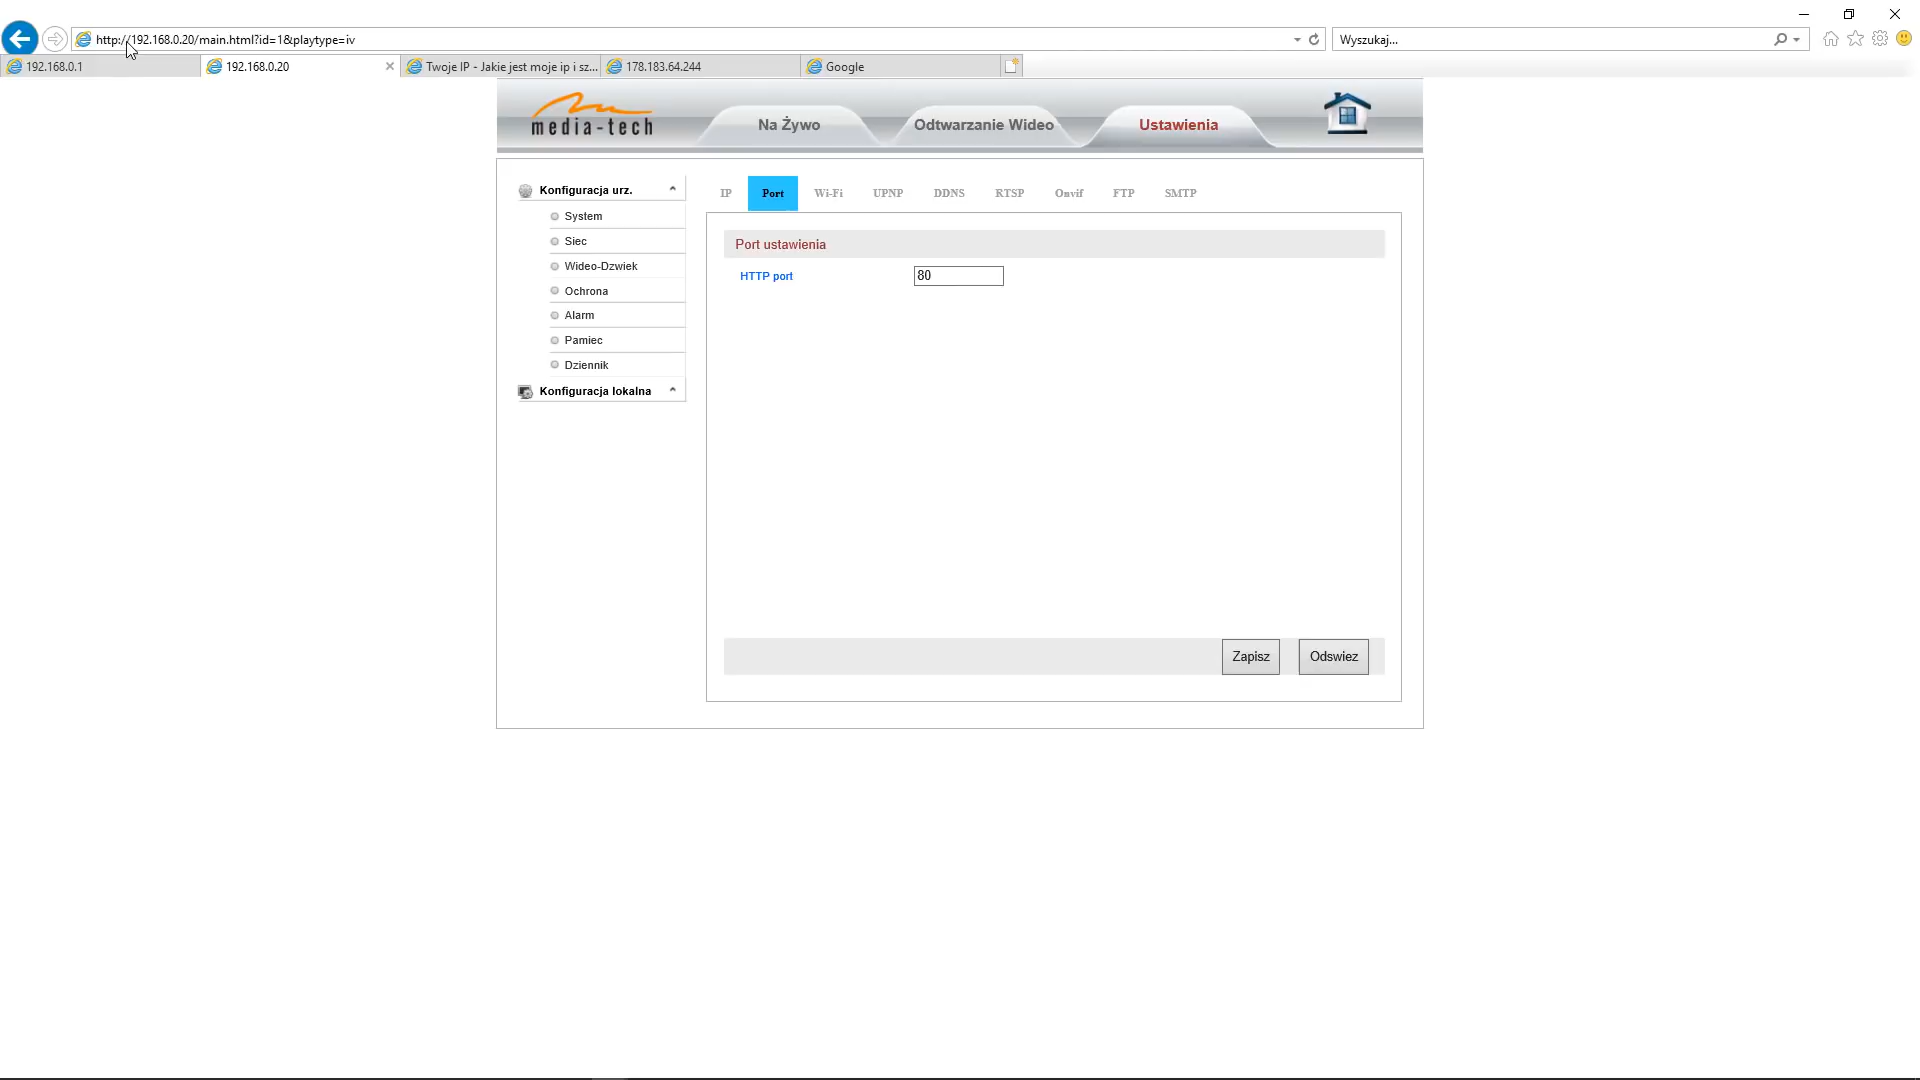 http://192.168.0.20/main.html?id=1&playtype=iv
Wyszukaj...
192.168.0.1
192.168.0.20
Twoje IP - Jakie jest moje ip i sz...
178.183.64.244
Google
media-tech
Na Żywo
Odtwarzanie Wideo
Ustawienia
Konfiguracja urz.
System
Siec
Wideo-Dzwiek
Ochrona
Alarm
Pamiec
Dziennik
Konfiguracja lokalna
IP
Port
Wi-Fi
UPNP
DDNS
RTSP
Onvif
FTP
SMTP
Port ustawienia
HTTP port
80
Zapisz
Odswiez